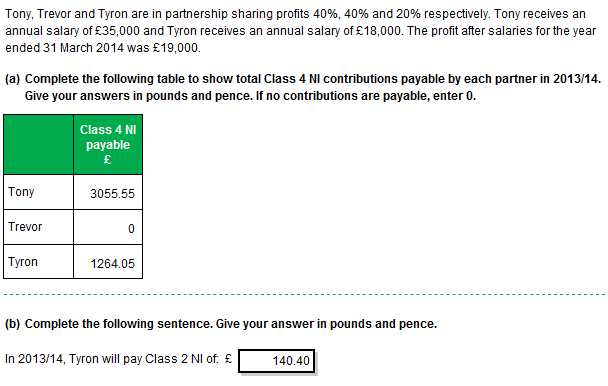 Tony, Trevor and Tyron are in partnership sharing profits 40%, 40% and 20% respectively. Tony receives an
annual salary of £35,000 and Tyron receives an annual salary of £18,000. The profit after salaries for the year
ended 31 March 2014 was £19,000.
(a) Complete the following table to show total Class 4 NI contributions payable by each partner in 2013/14.
Give your answers in pounds and pence. If no contributions are payable, enter 0.
Class 4 NI
payable
£
Tony 3055.55
Trevor 0
Tyron 1264.05
(b) Complete the following sentence. Give your answer in pounds and pence.
In 2013/14, Tyron will pay Class 2 NI of: £ 140.40